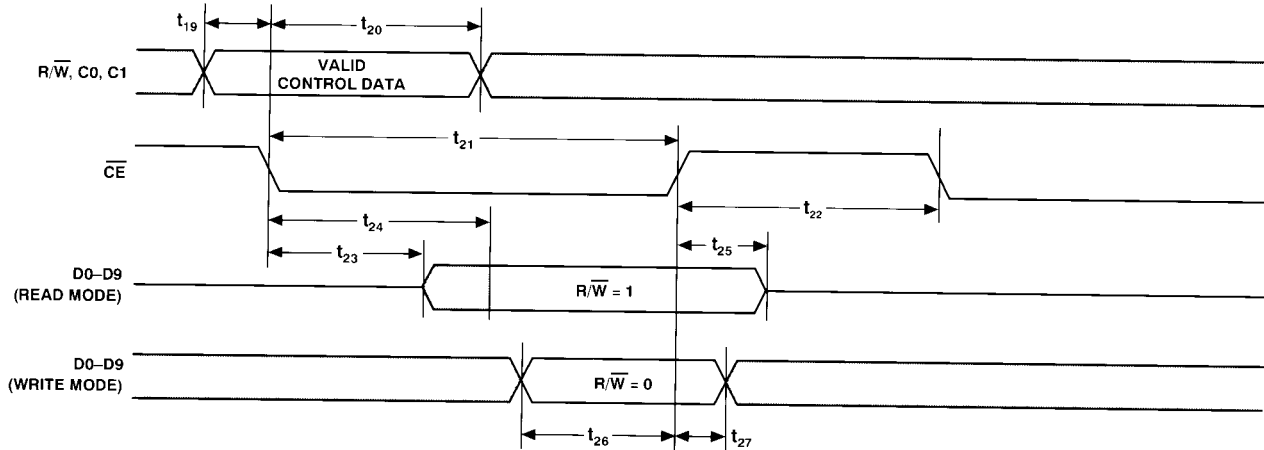 t19
t20
R/W̅, C0, C1
VALID
CONTROL DATA
t21
C̅E̅
t22
t24
t23
t25
D0–D9
(READ MODE)
R/W̅ = 1
D0–D9
(WRITE MODE)
R/W̅ = 0
t26
t27